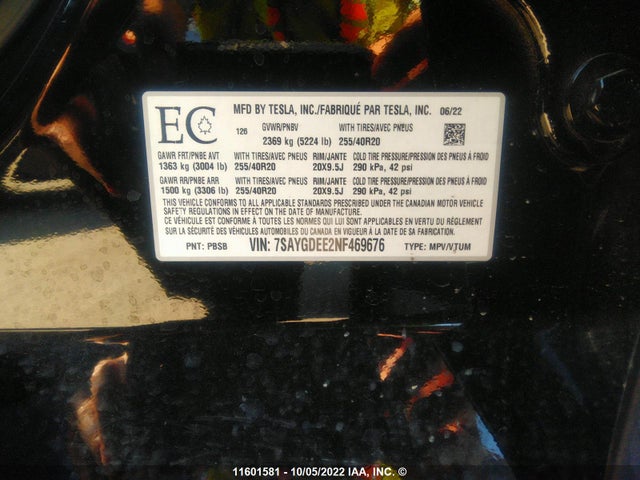 EC
MFD BY TESLA, INC./FABRIQUÉ PAR TESLA, INC. 06/22
126 GVWR/PNBV WITH TIRES/AVEC PNEUS
2369 kg (5224 lb) 255/40R20
GAWR FRT/PNBE AVT WITH TIRES/AVEC PNEUS RIM/JANTE COLD TIRE PRESSURE/PRESSION DES PNEUS À FROID
1363 kg (3004 lb) 255/40R20 20X9.5J 290 kPa, 42 psi
GAWR RR/PNBE ARR WITH TIRES/AVEC PNEUS RIM/JANTE COLD TIRE PRESSURE/PRESSION DES PNEUS À FROID
1500 kg (3306 lb) 255/40R20 20X9.5J 290 kPa, 42 psi
THIS VEHICLE CONFORMS TO ALL APPLICABLE STANDARDS PRESCRIBED UNDER THE CANADIAN MOTOR VEHICLE
SAFETY REGULATIONS IN EFFECT ON THE DATE OF MANUFACTURE.
CE VÉHICULE EST CONFORME À TOUTES LES NORMES QUI LUI SONT APPLICABLES EN VERTU DU RÈGLEMENT
SUR LA SÉCURITÉ DES VÉHICULES AUTOMOBILES DU CANADA EN VIGUEUR À LA DATE DE SA FABRICATION.
PNT: PBSB VIN: 7SAYGDEE2NF469676 TYPE: MPV/VTUM
11601581 - 10/05/2022 IAA, INC. ©